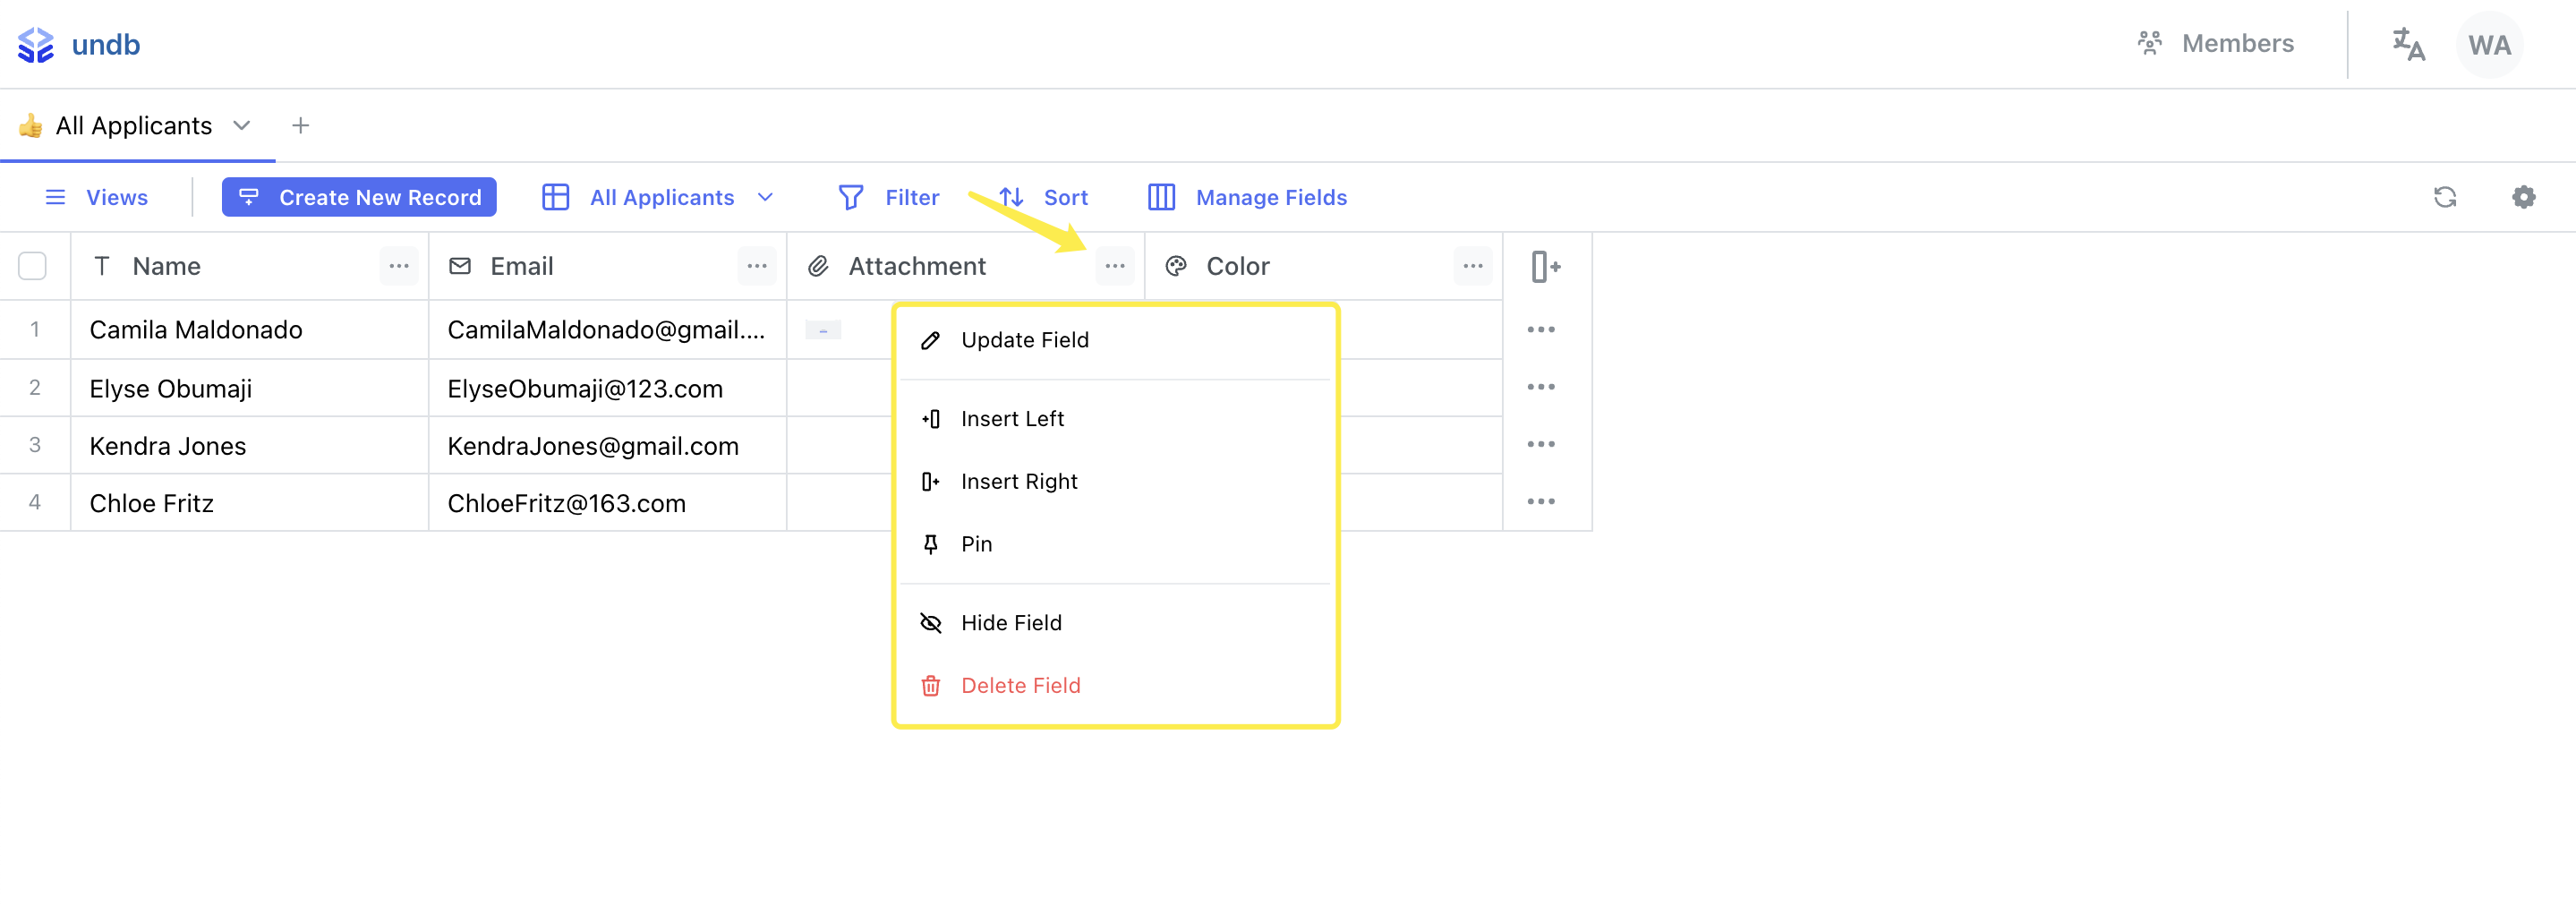 undb
Members
WA
👍 All Applicants
Views
Create New Record
All Applicants
Filter
Sort
Manage Fields
Name
Email
Attachment
Color
1 Camila Maldonado CamilaMaldonado@gmail....
2 Elyse Obumaji ElyseObumaji@123.com
3 Kendra Jones KendraJones@gmail.com
4 Chloe Fritz ChloeFritz@163.com
Update Field
Insert Left
Insert Right
Pin
Hide Field
Delete Field